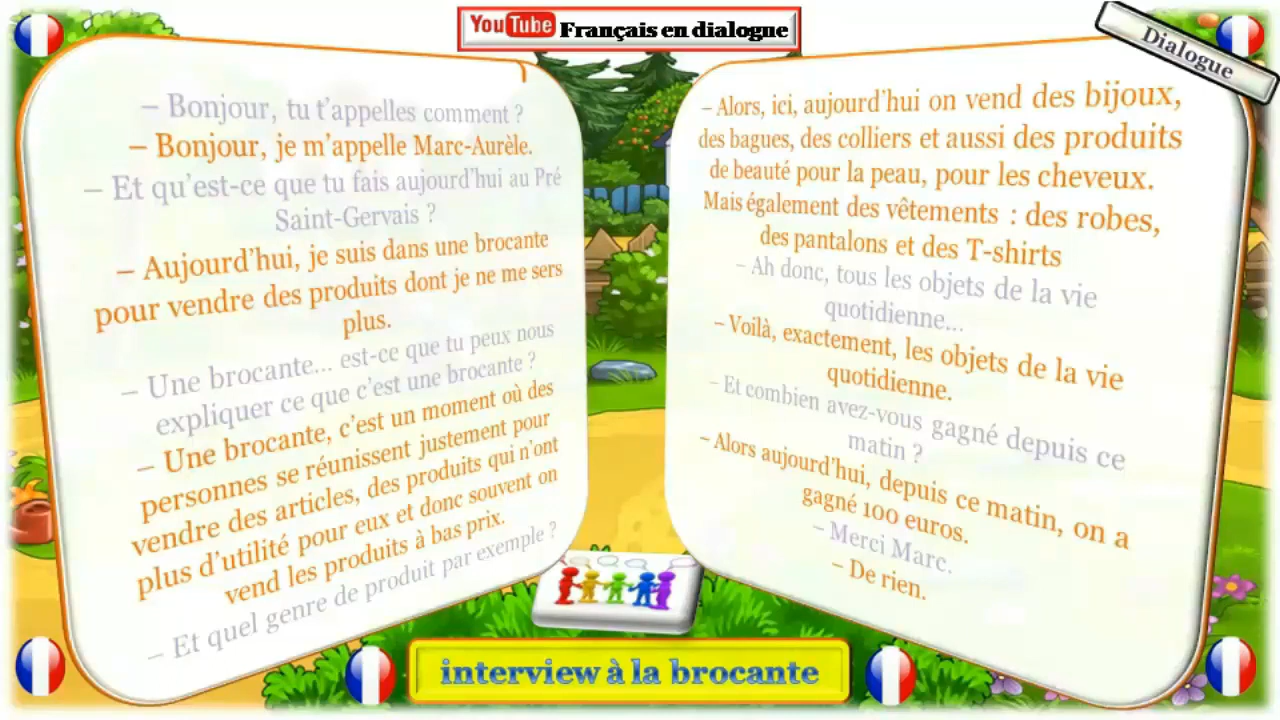 YouTube Français en dialogue
Dialogue
– Bonjour, tu t'appelles comment ?
– Bonjour, je m'appelle Marc-Aurèle.
– Et qu'est-ce que tu fais aujourd'hui au Pré
Saint-Gervais ?
– Aujourd'hui, je suis dans une brocante
pour vendre des produits dont je ne me sers
plus.
– Une brocante... est-ce que tu peux nous
expliquer ce que c'est une brocante ?
– Une brocante, c'est un moment où des
personnes se réunissent justement pour
vendre des articles, des produits qui n'ont
plus d'utilité pour eux et donc souvent on
vend les produits à bas prix.
– Et quel genre de produit par exemple ?
– Alors, ici, aujourd'hui on vend des bijoux,
des bagues, des colliers et aussi des produits
de beauté pour la peau, pour les cheveux.
Mais également des vêtements : des robes,
des pantalons et des T-shirts
– Ah donc, tous les objets de la vie
quotidienne...
– Voilà, exactement, les objets de la vie
quotidienne.
– Et combien avez-vous gagné depuis ce
matin ?
– Alors aujourd'hui, depuis ce matin, on a
gagné 100 euros.
– Merci Marc.
– De rien.
interview à la brocante